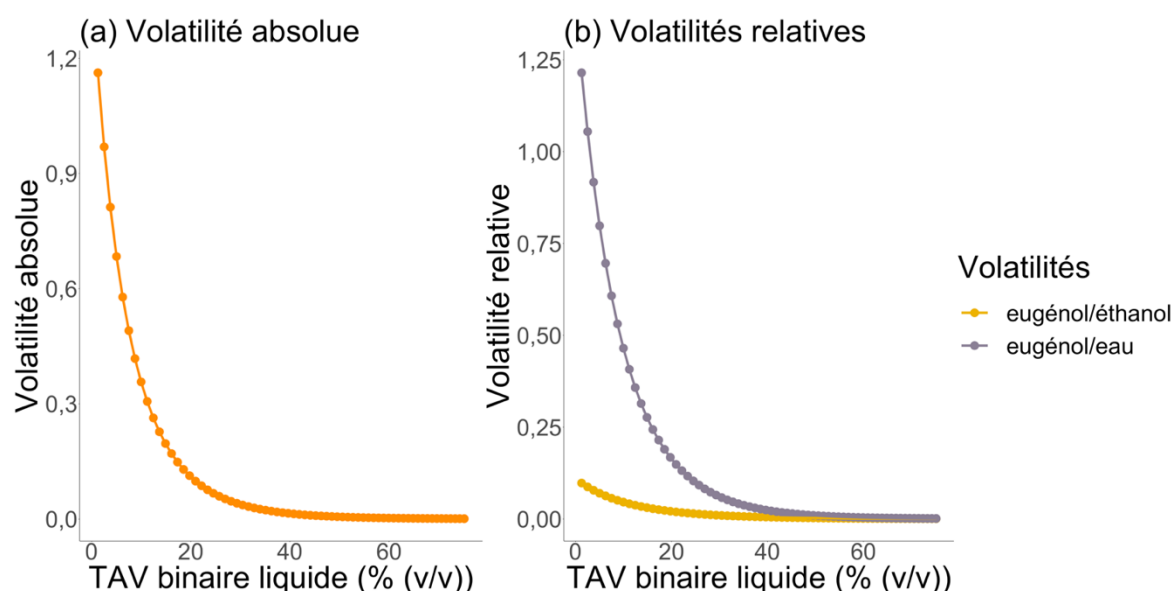 (a) Volatilité absolue
1,2
0,9
0,6
0,3
0,0
Volatilité absolue
0
20
40
60
TAV binaire liquide (% (v/v))
(b) Volatilités relatives
1,25
1,00
0,75
0,50
0,25
0,00
Volatilité relative
0
20
40
60
TAV binaire liquide (% (v/v))
Volatilités
eugénol/éthanol
eugénol/eau